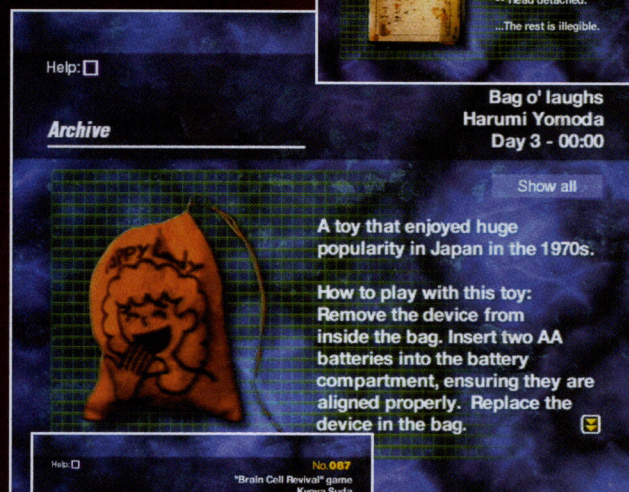 -- Head detached.
...The rest is illegible.
Help:
Bag o' laughs
Harumi Yomoda
Day 3 - 00:00
Archive
Show all
A toy that enjoyed huge
popularity in Japan in the 1970s.
How to play with this toy:
Remove the device from
inside the bag. Insert two AA
batteries into the battery
compartment, ensuring they are
aligned properly. Replace the
device in the bag.
Help:
No.087
"Brain Cell Revival" game
Kyoya Suda